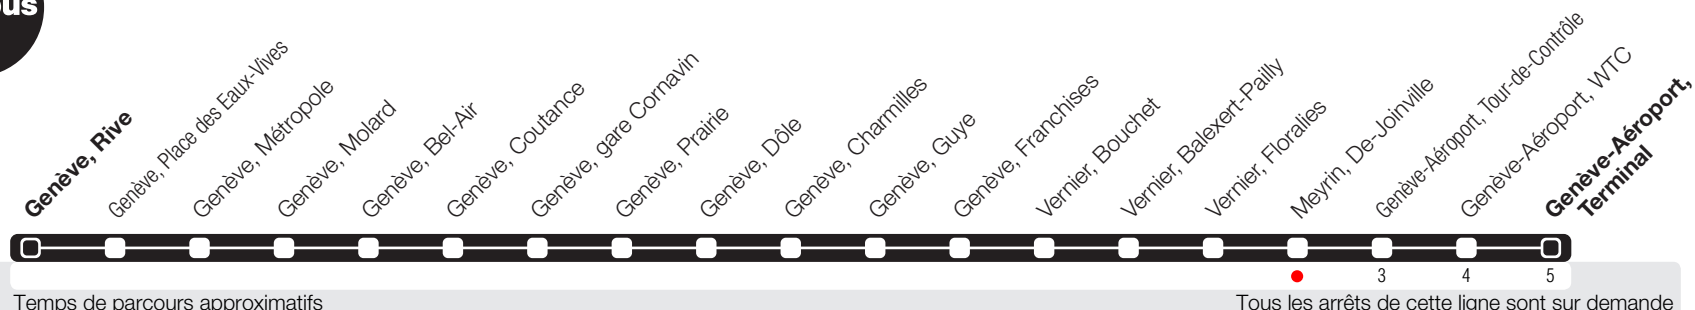 ous
Genève, Rive
Genève, Place des Eaux-Vives
Genève, Métropole
Genève, Molard
Genève, Bel-Air
Genève, Coutance
Genève, gare Cornavin
Genève, Prairie
Genève, Dôle
Genève, Charmilles
Genève, Guye
Genève, Franchises
Vernier, Bouchet
Vernier, Balexert-Pailly
Vernier, Floralies
Meyrin, De-Joinville
Genève-Aéroport, Tour-de-Contrôle
Genève-Aéroport, WTC
Genève-Aéroport,
Terminal
3 4 5
Temps de parcours approximatifs
Tous les arrêts de cette ligne sont sur demande